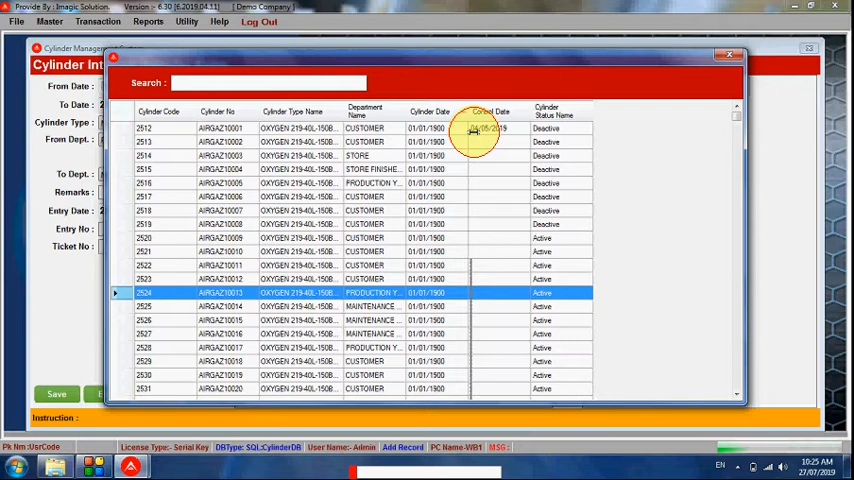 Provide By : Imagic Solution. Version :- 6.30 [6.2019.04.11] [ Demo Company ]
File Master Transaction Reports Utility Help Log Out
Cylinder Management System
Cylinder Int
From Date :
To Date : 2
Cylinder Type :
From Dept. :
To Dept. :
Remarks :
Entry Date : 2
Entry No :
Ticket No :
Save
Search :
Cylinder Code Cylinder No Cylinder Type Name Department Name Cylinder Date Control Date Cylinder Status Name
2512 AIRGAZ10001 OXYGEN 219-40L-150B... CUSTOMER 01/01/1900 04/05/2019 Deactive
2513 AIRGAZ10002 OXYGEN 219-40L-150B... CUSTOMER 01/01/1900 Deactive
2514 AIRGAZ10003 OXYGEN 219-40L-150B... STORE 01/01/1900 Deactive
2515 AIRGAZ10004 OXYGEN 219-40L-150B... STORE FINISHE... 01/01/1900 Deactive
2516 AIRGAZ10005 OXYGEN 219-40L-150B... PRODUCTION Y... 01/01/1900 Deactive
2517 AIRGAZ10006 OXYGEN 219-40L-150B... CUSTOMER 01/01/1900 Deactive
2518 AIRGAZ10007 OXYGEN 219-40L-150B... CUSTOMER 01/01/1900 Deactive
2519 AIRGAZ10008 OXYGEN 219-40L-150B... CUSTOMER 01/01/1900 Deactive
2520 AIRGAZ10009 OXYGEN 219-40L-150B... CUSTOMER 01/01/1900 Active
2521 AIRGAZ10010 OXYGEN 219-40L-150B... CUSTOMER 01/01/1900 Active
2522 AIRGAZ10011 OXYGEN 219-40L-150B... CUSTOMER 01/01/1900 Active
2523 AIRGAZ10012 OXYGEN 219-40L-150B... CUSTOMER 01/01/1900 Active
2524 AIRGAZ10013 OXYGEN 219-40L-150B... PRODUCTION Y... 01/01/1900 Active
2525 AIRGAZ10014 OXYGEN 219-40L-150B... MAINTENANCE ... 01/01/1900 Active
2526 AIRGAZ10015 OXYGEN 219-40L-150B... MAINTENANCE ... 01/01/1900 Active
2527 AIRGAZ10016 OXYGEN 219-40L-150B... MAINTENANCE ... 01/01/1900 Active
2528 AIRGAZ10017 OXYGEN 219-40L-150B... PRODUCTION Y... 01/01/1900 Active
2529 AIRGAZ10018 OXYGEN 219-40L-150B... CUSTOMER 01/01/1900 Active
2530 AIRGAZ10019 OXYGEN 219-40L-150B... CUSTOMER 01/01/1900 Active
2531 AIRGAZ10020 OXYGEN 219-40L-150B... CUSTOMER 01/01/1900 Active
Instruction :
Pk Nm:UsrCode License Type:- Serial Key DBType: SQL:CylinderDB User Name:- Admin Add Record PC Name-WB1 MSG:
EN 10:25 AM
27/07/2019